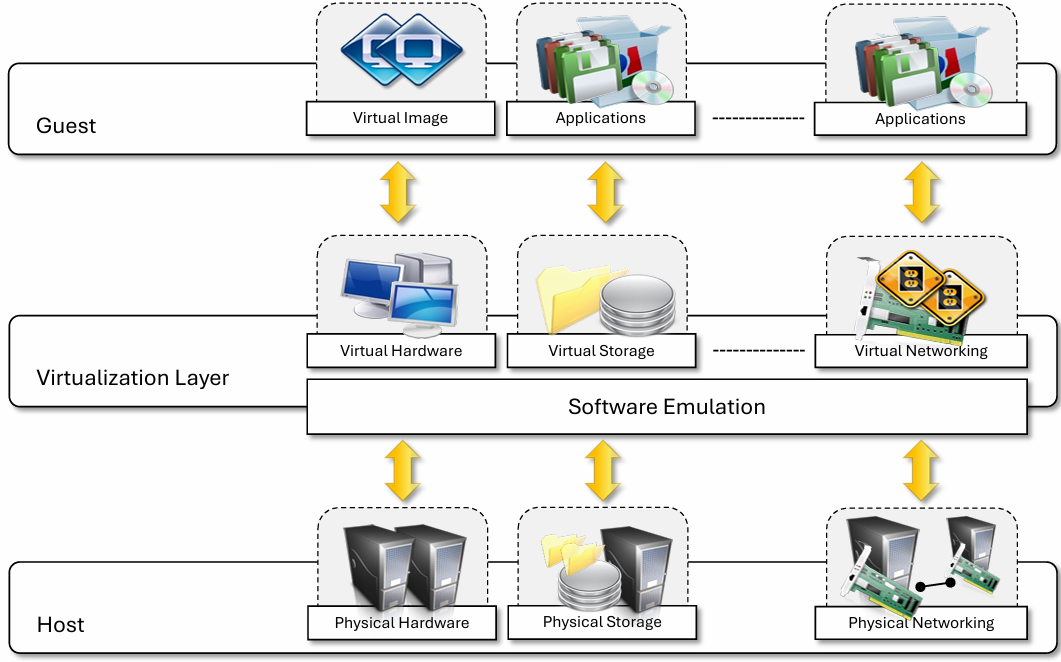 Guest
Virtual Image
Applications
Applications
Virtualization Layer
Virtual Hardware
Virtual Storage
Virtual Networking
Software Emulation
Host
Physical Hardware
Physical Storage
Physical Networking